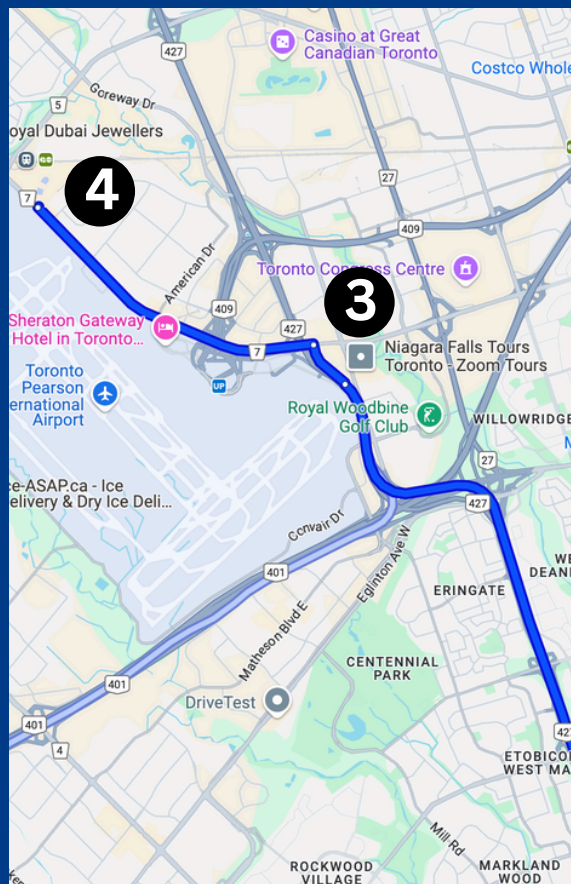 Casino at Great
Canadian Toronto
427
Costco Whole
Goreway Dr
5
oyal Dubai Jewellers
4
7
27
409
American Dr
Toronto Congress Centre
409
3
Sheraton Gateway
Hotel in Toronto...
427
7
Niagara Falls Tours
Toronto - Zoom Tours
Toronto
Pearson
ernational
Airport
UP
Royal Woodbine
Golf Club
WILLOWRIDGE
M
27
ce-ASAP.ca - Ice
elivery & Dry Ice Deli...
427
Convair Dr
Eglinton Ave W
401
WE
DEANE
ERINGATE
Matheson Blvd E
CENTENNIAL
PARK
401
DriveTest
401
4
427
ETOBICO
WEST MA
Mill Rd
ROCKWOOD
VILLAGE
MARKLAND
WOOD